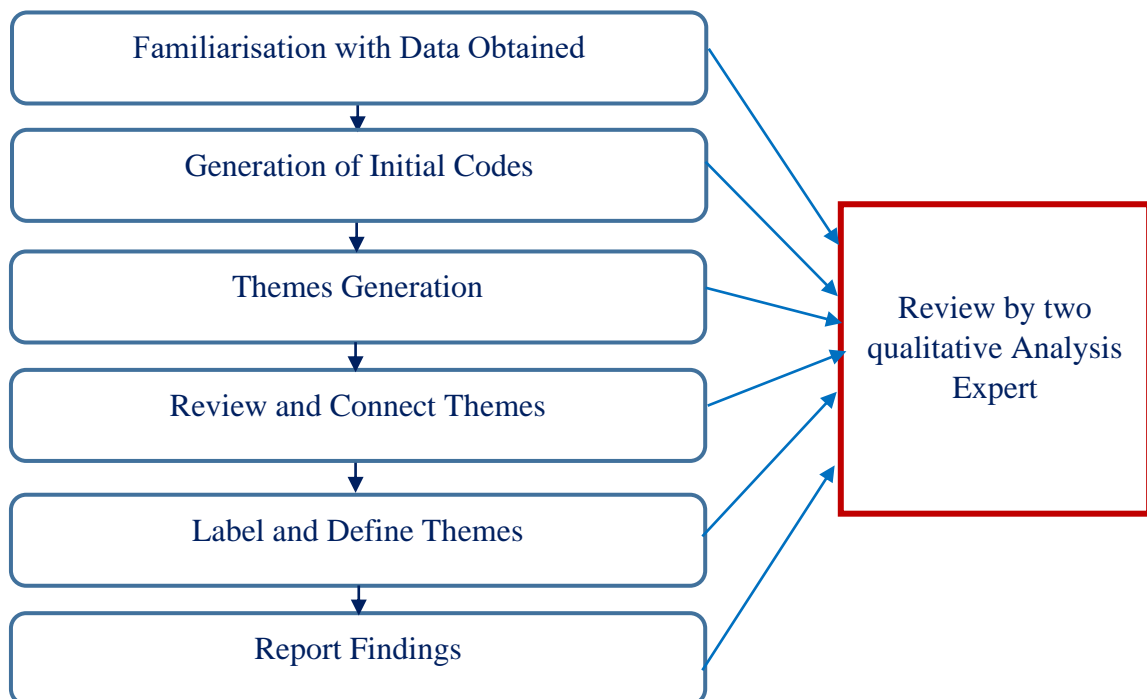 Familiarisation with Data Obtained
Generation of Initial Codes
Themes Generation
Review and Connect Themes
Label and Define Themes
Report Findings
Review by two
qualitative Analysis
Expert